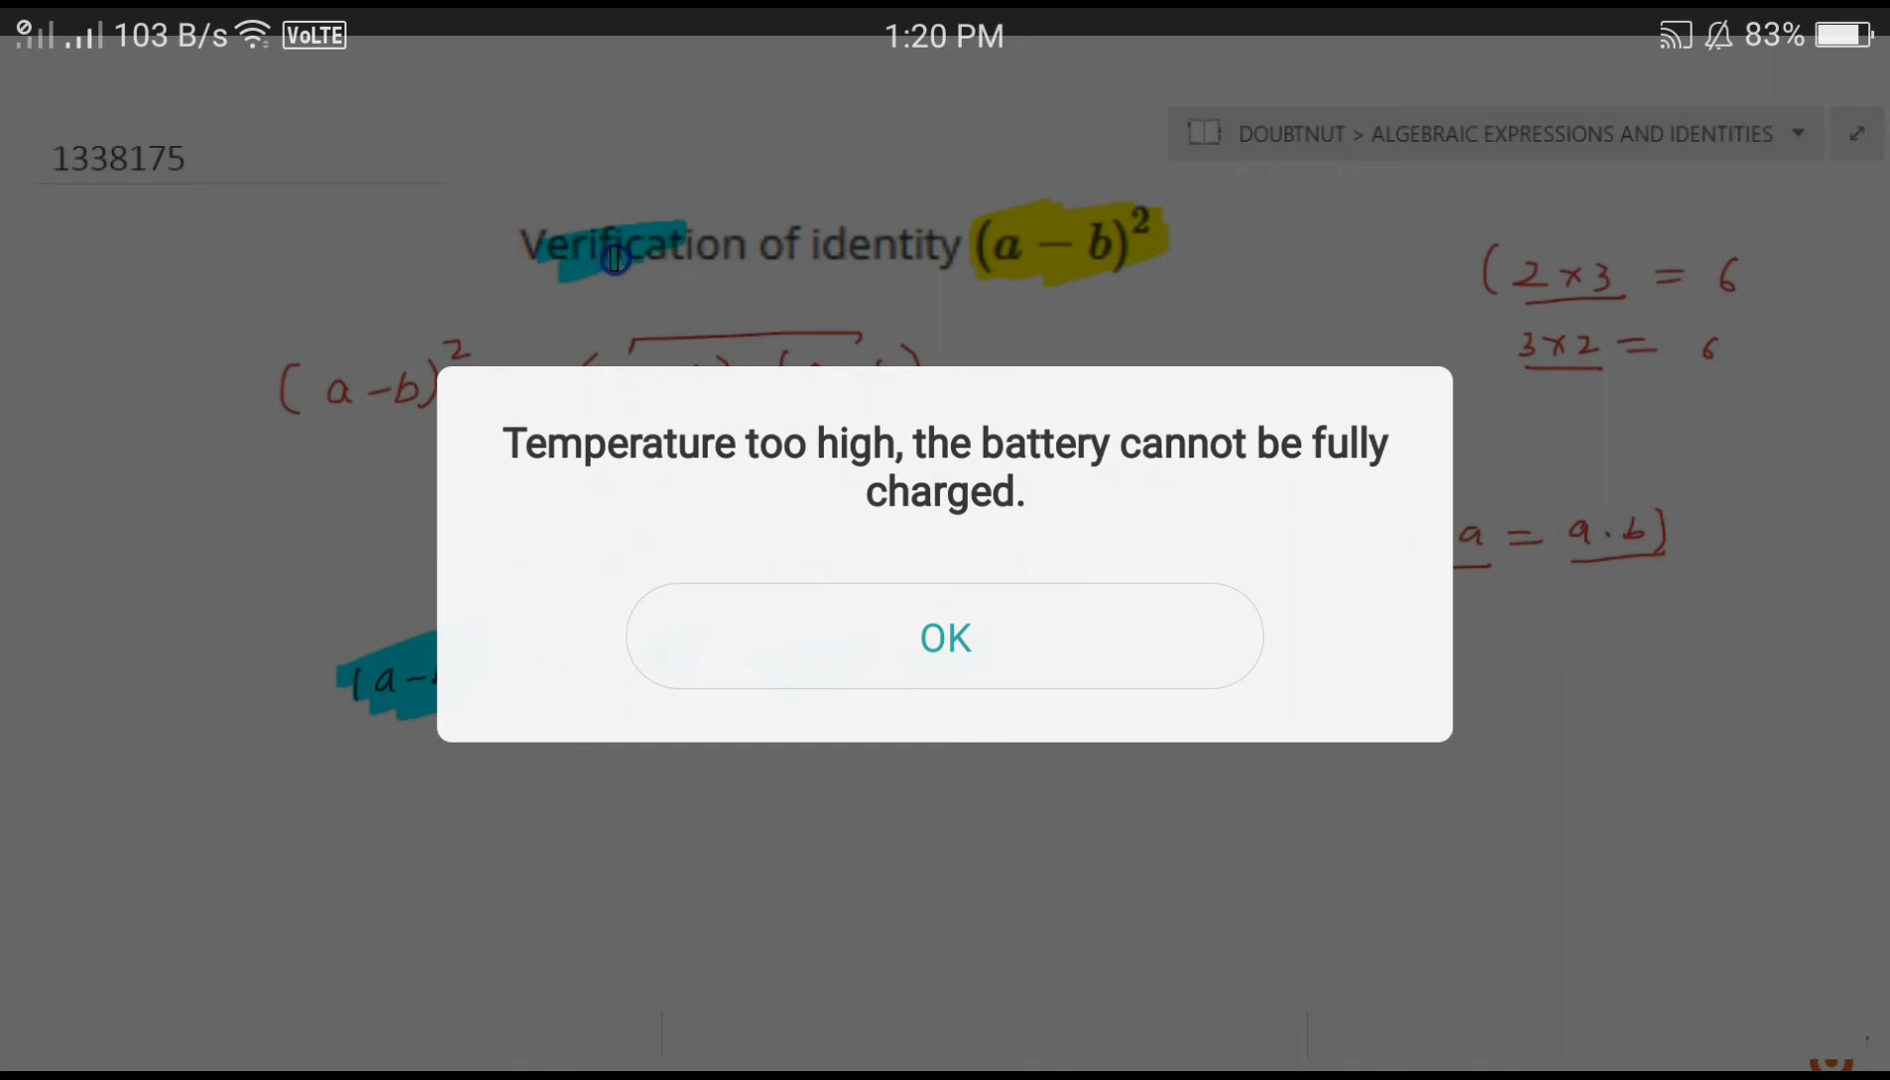 103 B/s VoLTE 1:20 PM 83%
DOUBTNUT > ALGEBRAIC EXPRESSIONS AND IDENTITIES
1338175
Verification of identity (a − b)²
(2×3 = 6
(a-b)²
3×2 = 6
Temperature too high, the battery cannot be fully
charged.
a = a.b)
OK
(a-